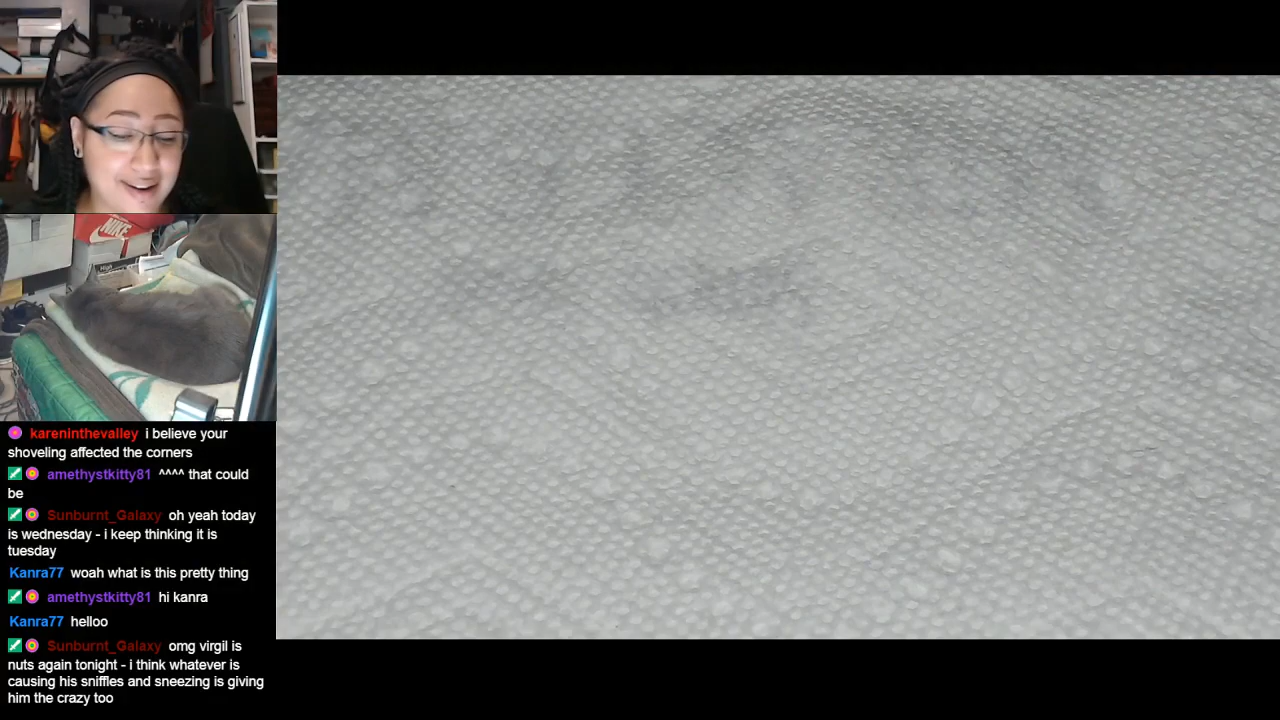 NIKE
kareninthevalley i believe your
shoveling affected the corners
amethystkitty81 ^^^^ that could
be
Sunburnt_Galaxy oh yeah today
is wednesday - i keep thinking it is
tuesday
Kanra77 woah what is this pretty thing
amethystkitty81 hi kanra
Kanra77 helloo
Sunburnt_Galaxy omg virgil is
nuts again tonight - i think whatever is
causing his sniffles and sneezing is giving
him the crazy too